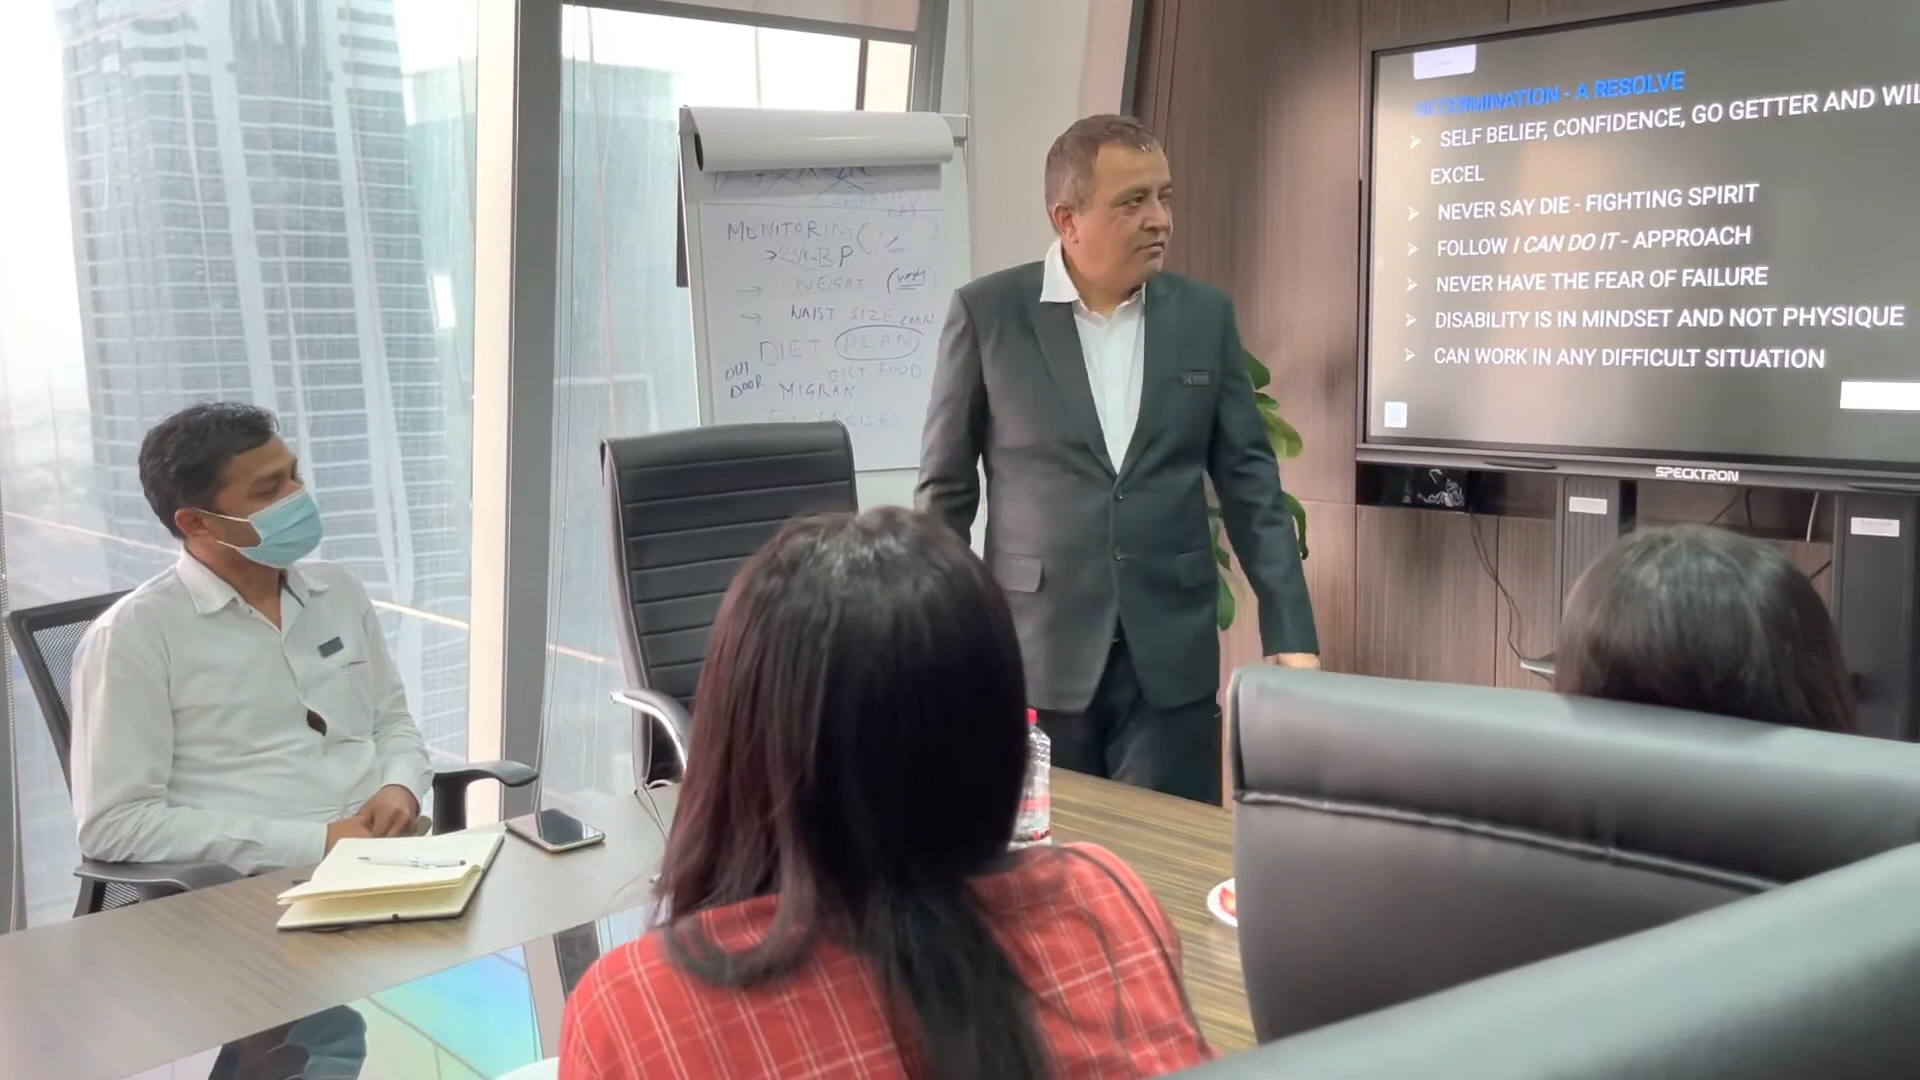 MONITORING (
BP
→ WEIGHT (
→ WAIST SIZE
DIET PLAN
OILY FOOD
OUT
DOOR
MIGRAN
DETERMINATION - A RESOLVE
➢ SELF BELIEF, CONFIDENCE, GO GETTER AND WIL
EXCEL
➢ NEVER SAY DIE - FIGHTING SPIRIT
➢ FOLLOW I CAN DO IT - APPROACH
➢ NEVER HAVE THE FEAR OF FAILURE
➢ DISABILITY IS IN MINDSET AND NOT PHYSIQUE
➢ CAN WORK IN ANY DIFFICULT SITUATION
SPECKTRON